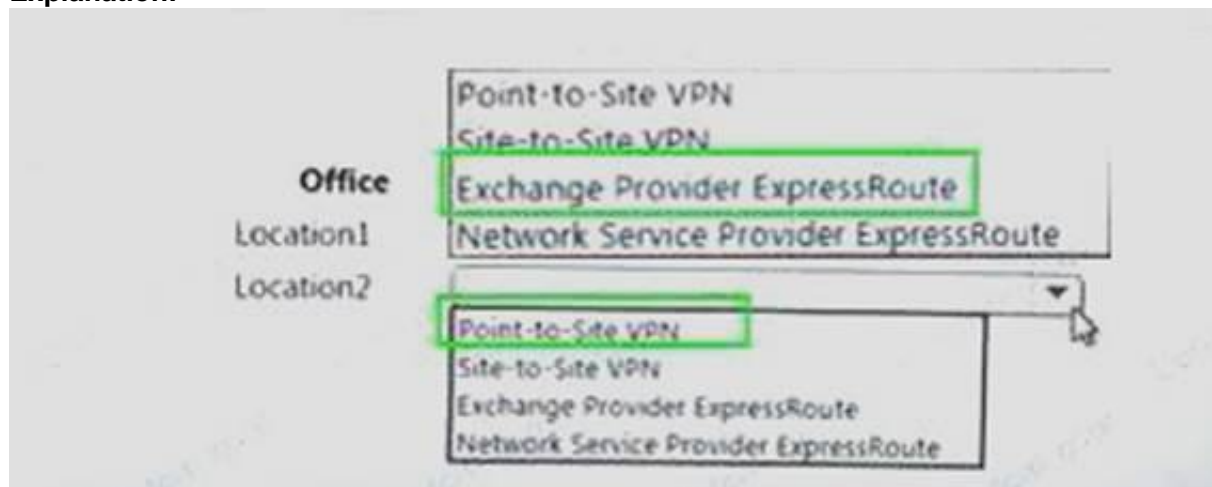 Explanation:
Point-to-Site VPN
Site-to-Site VPN
Office Exchange Provider ExpressRoute
Location1 Network Service Provider ExpressRoute
Location2
Point-to-Site VPN
Site-to-Site VPN
Exchange Provider ExpressRoute
Network Service Provider ExpressRoute